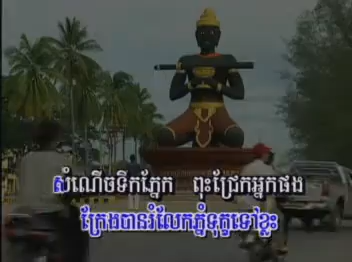 សំណើចទឹកភ្នែក ពុះជ្រែកអ្នកផង
ក្រែងបានរំលែកភ្នំទុក្ខទៅខ្លះ